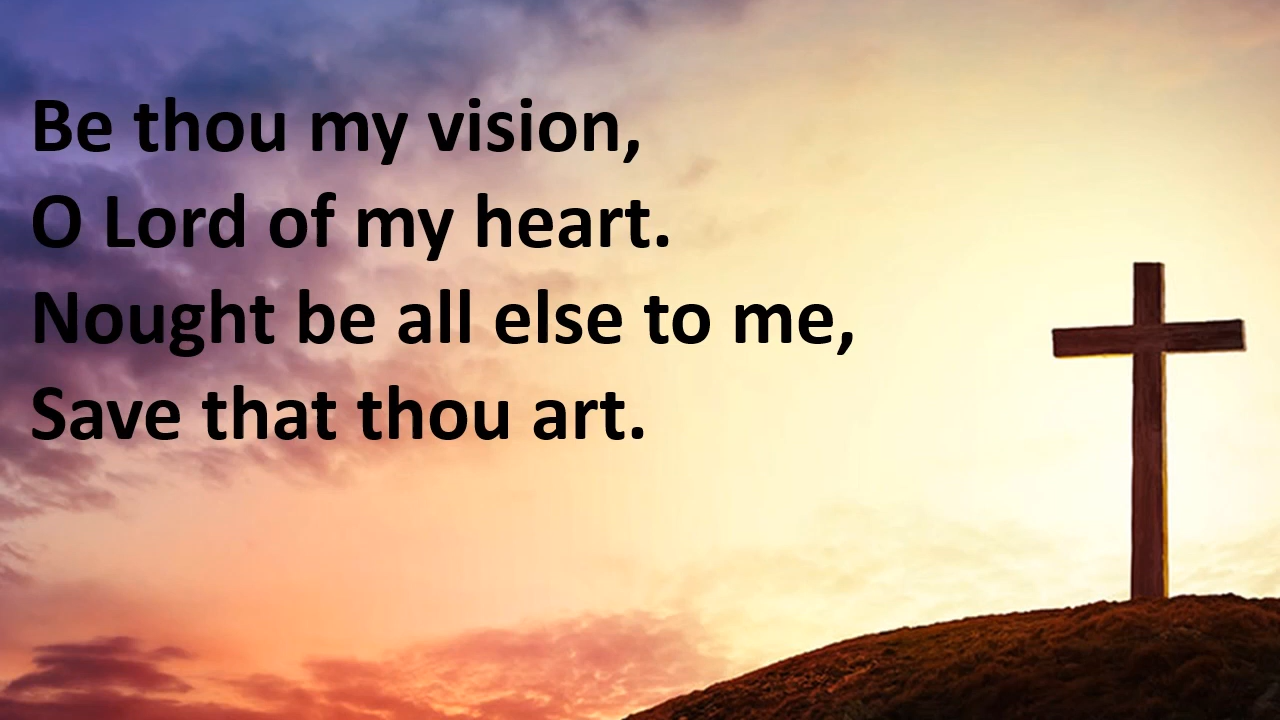 Be thou my vision,
O Lord of my heart.
Nought be all else to me,
Save that thou art.